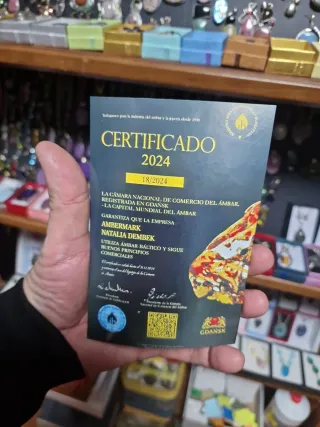 CERTIFICADO
2024
18/2024
LA CÁMARA NACIONAL DE COMERCIO DEL ÁMBAR,
REGISTRADA EN GDANSK
- LA CAPITAL MUNDIAL DEL ÁMBAR
GARANTIZA QUE LA EMPRESA
AMBERMARK
NATALIA DEMBEK
UTILIZA ÁMBAR BÁLTICO Y SIGUE
BUENOS PRINCIPIOS
COMERCIALES
GDAŃSK